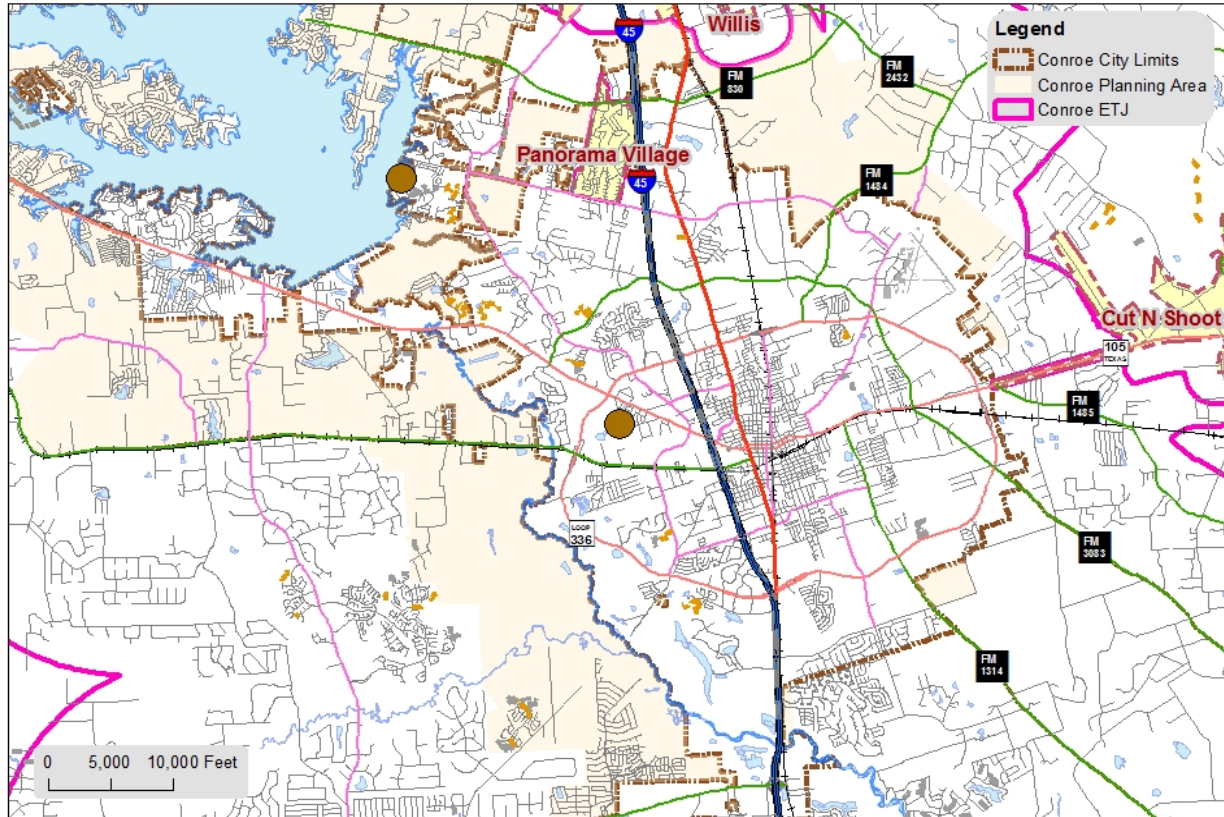 Willis
45
Legend
Conroe City Limits
Conroe Planning Area
Conroe ETJ
FM
2432
FM
830
Panorama Village
45
FM
1484
Cut N Shoot
105
TEXAS
FM
1485
LOOP
336
FM
3083
FM
1314
0 5,000 10,000 Feet